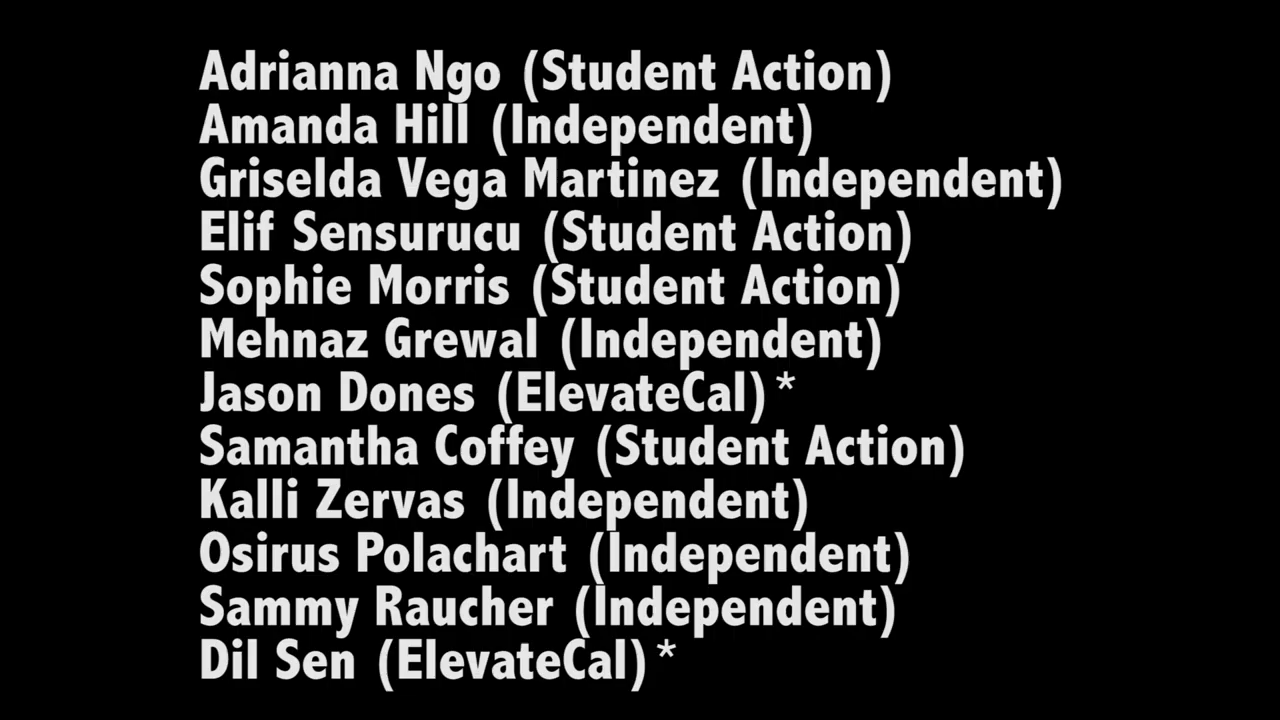 Adrianna Ngo (Student Action)
Amanda Hill (Independent)
Griselda Vega Martinez (Independent)
Elif Sensurucu (Student Action)
Sophie Morris (Student Action)
Mehnaz Grewal (Independent)
Jason Dones (ElevateCal)*
Samantha Coffey (Student Action)
Kalli Zervas (Independent)
Osirus Polachart (Independent)
Sammy Raucher (Independent)
Dil Sen (ElevateCal)*